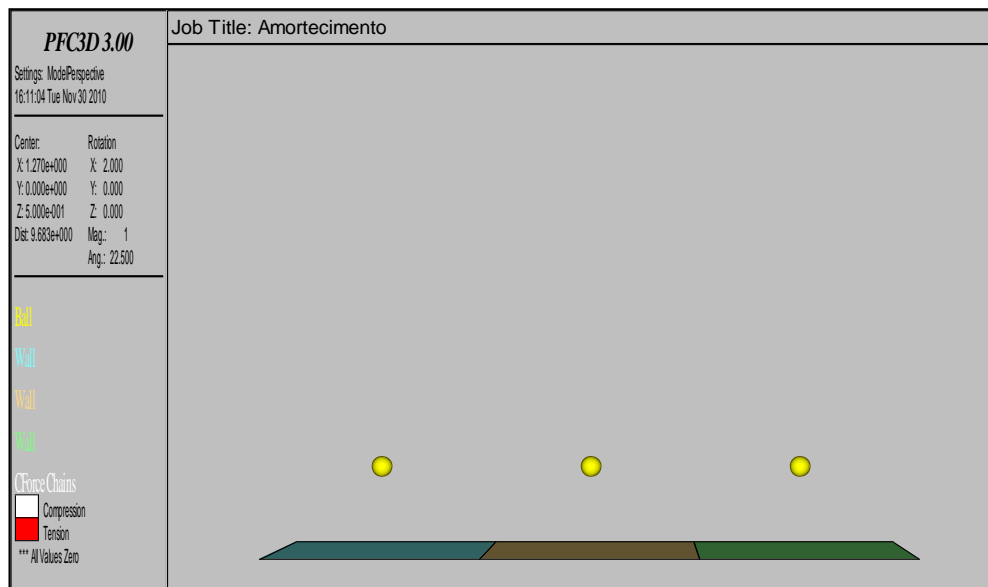 PFC3D 3.00
Job Title: Amortecimento
Settings: ModelPerspective
16:11:04 Tue Nov 30 2010
Center: Rotation
X: 1.270e+000 X: 2.000
Y: 0.000e+000 Y: 0.000
Z: 5.000e-001 Z: 0.000
Dist: 9.683e+000 Mag.: 1
Ang.: 22.500
Ball
Wall
Wall
Wall
CForce Chains
Compression
Tension
*** All Values Zero